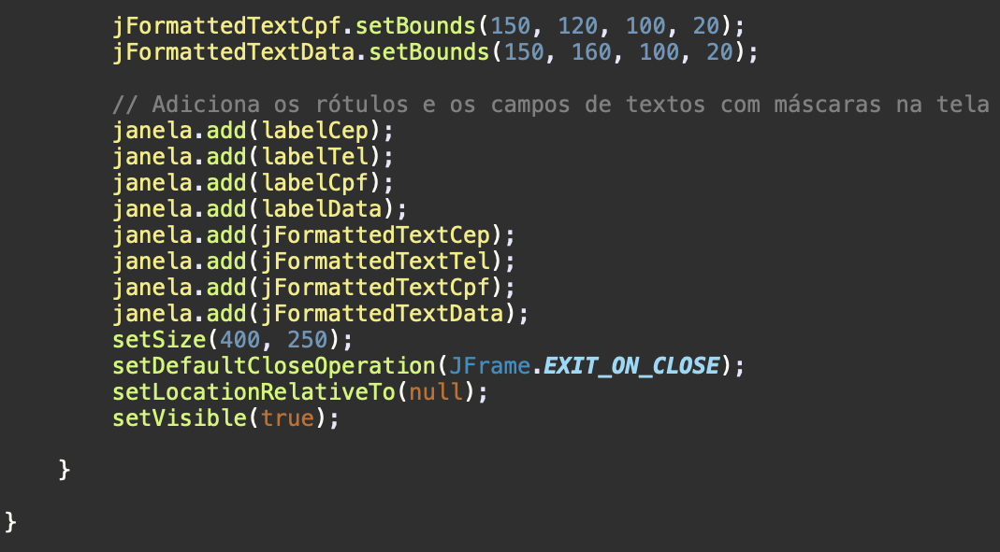 jFormattedTextCpf.setBounds(150, 120, 100, 20);
jFormattedTextData.setBounds(150, 160, 100, 20);
// Adiciona os rótulos e os campos de textos com máscaras na tela
janela.add(labelCep);
janela.add(labelTel);
janela.add(labelCpf);
janela.add(labelData);
janela.add(jFormattedTextCep);
janela.add(jFormattedTextTel);
janela.add(jFormattedTextCpf);
janela.add(jFormattedTextData);
setSize(400, 250);
setDefaultCloseOperation(JFrame.EXIT_ON_CLOSE);
setLocationRelativeTo(null);
setVisible(true);
}
}